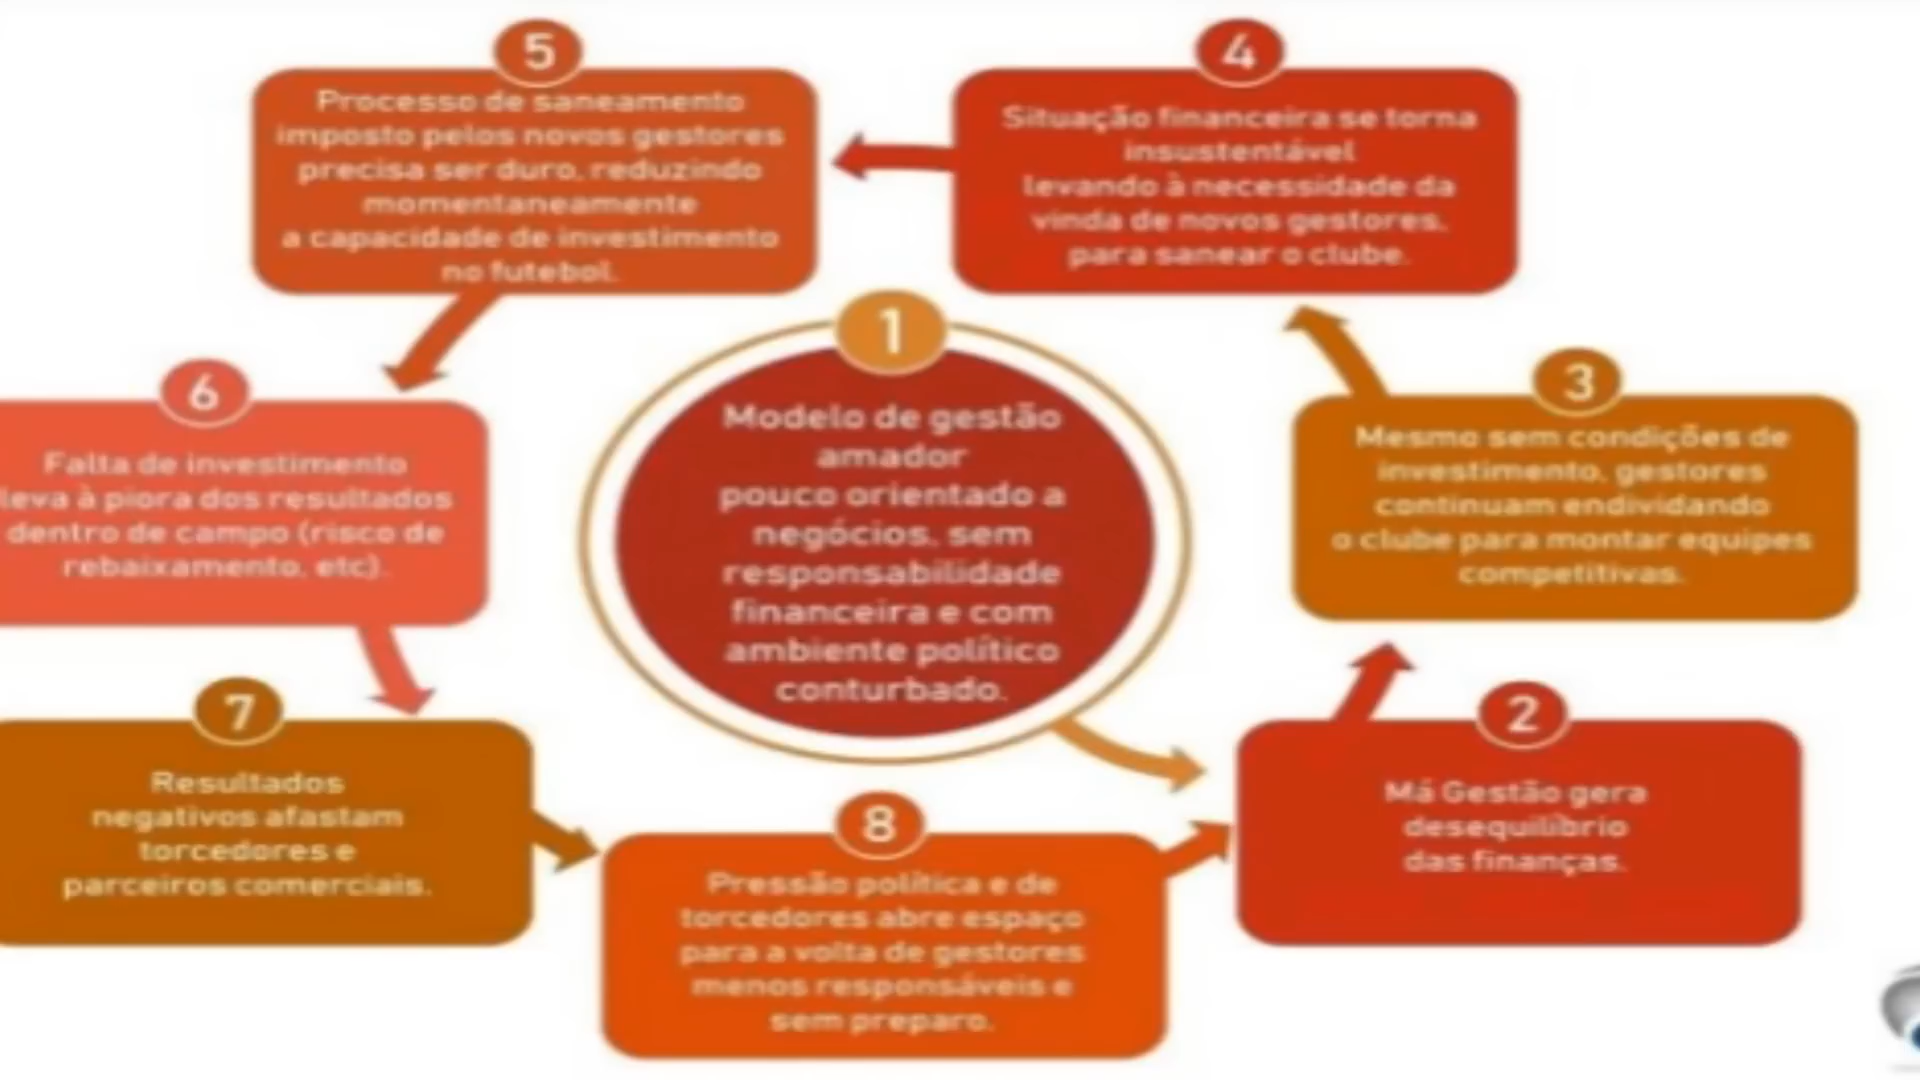 1
Modelo de gestão
amador
pouco orientado a
negócios, sem
responsabilidade
financeira e com
ambiente político
conturbado.
2
Má Gestão gera
desequilíbrio
das finanças.
3
Mesmo sem condições de
investimento, gestores
continuam endividando
o clube para montar equipes
competitivas.
4
Situação financeira se torna
insustentável
levando à necessidade da
vinda de novos gestores,
para sanear o clube.
5
Processo de saneamento
imposto pelos novos gestores
precisa ser duro, reduzindo
momentaneamente
a capacidade de investimento
no futebol.
6
Falta de investimento
leva à piora dos resultados
dentro de campo (risco de
rebaixamento, etc).
7
Resultados
negativos afastam
torcedores e
parceiros comerciais.
8
Pressão política e de
torcedores abre espaço
para a volta de gestores
menos responsáveis e
sem preparo.